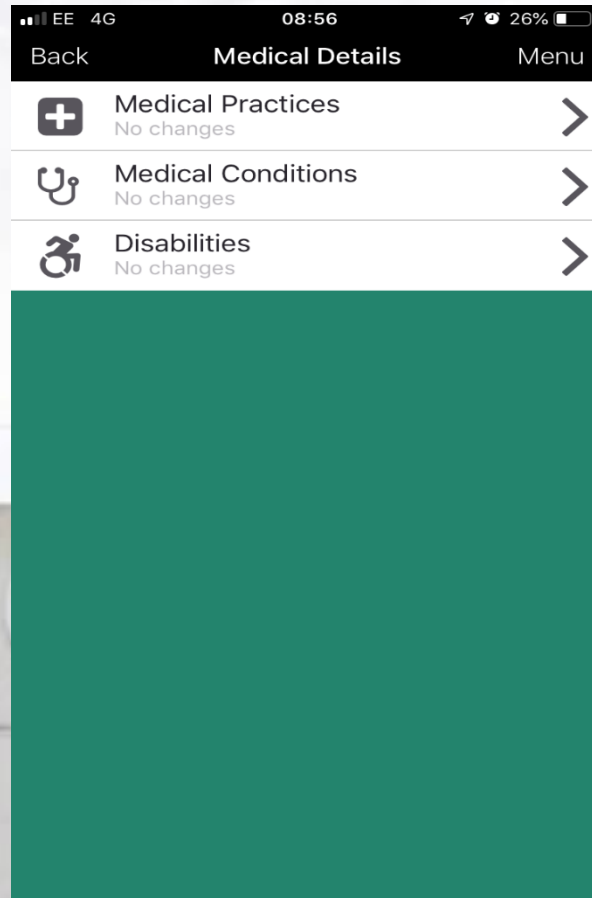 EE 4G 08:56 26%
Back Medical Details Menu
Medical Practices
No changes
Medical Conditions
No changes
Disabilities
No changes